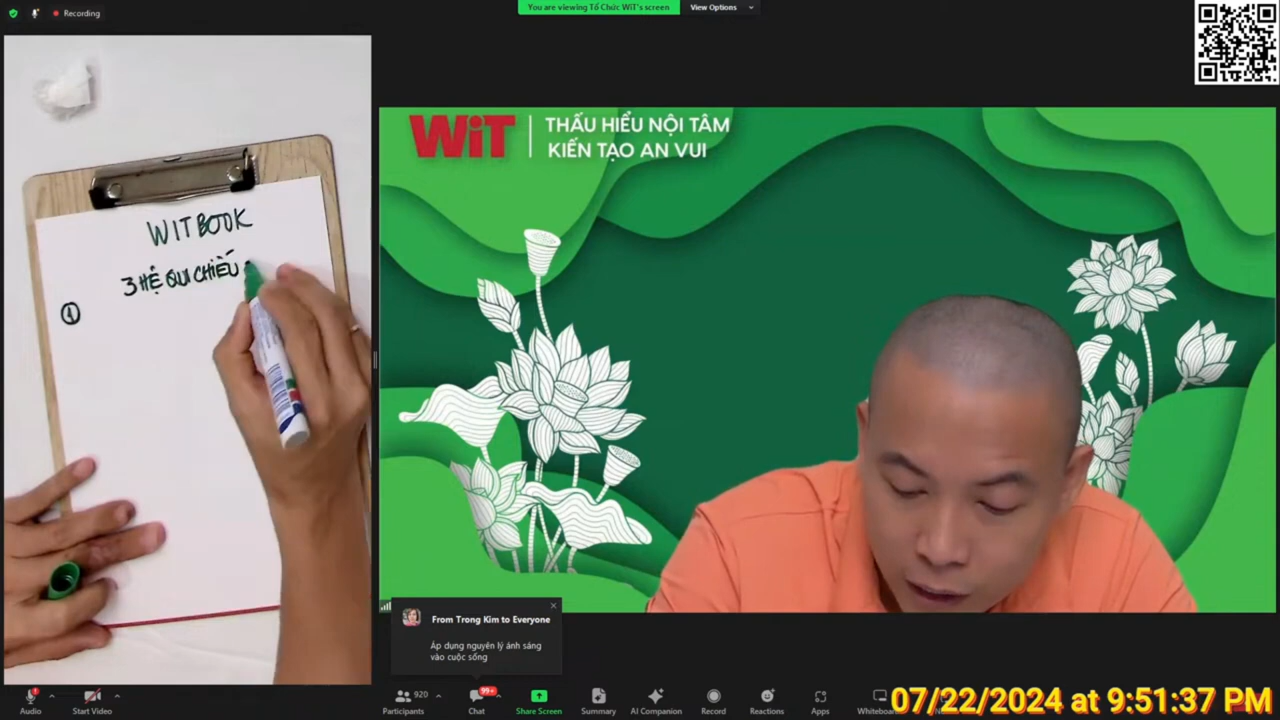 Recording
You are viewing Tổ Chức WiT's screen
View Options
WITBOOK
3 HỆ QUI CHIẾU
1
WiT
THẤU HIỂU NỘI TÂM
KIẾN TẠO AN VUI
From Trong Kim to Everyone
Áp dụng nguyên lý ánh sáng
vào cuộc sống
Audio
Start Video
Participants
920
Chat
99+
Share Screen
Summary
AI Companion
Record
Reactions
Apps
Whiteboards
07/22/2024 at 9:51:37 PM